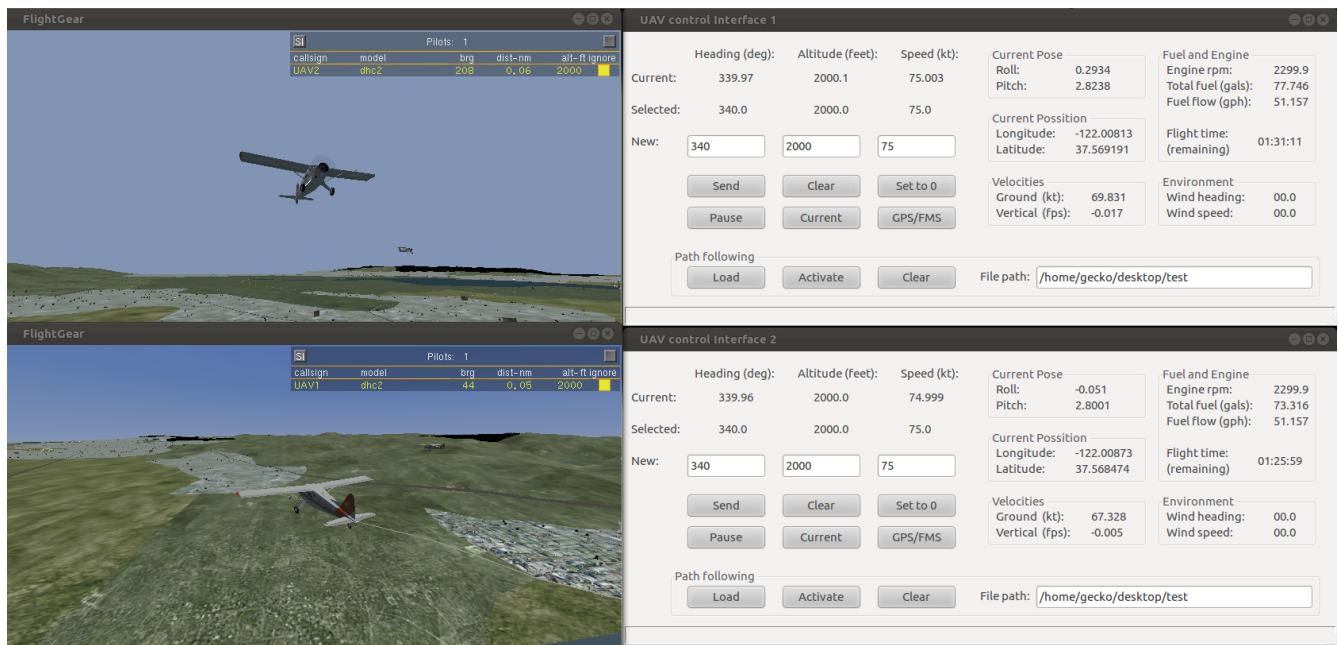 FlightGear
SI Pilots: 1
callsign model brg dist-nm alt-ft ignore
UAV2 dhc2 208 0.06 2000
UAV control Interface 1
Heading (deg): Altitude (feet): Speed (kt):
Current: 339.97 2000.1 75.003
Selected: 340.0 2000.0 75.0
New: 340 2000 75
Send Clear Set to 0
Pause Current GPS/FMS
Current Pose
Roll: 0.2934
Pitch: 2.8238
Current Possition
Longitude: -122.00813
Latitude: 37.569191
Velocities
Ground (kt): 69.831
Vertical (fps): -0.017
Fuel and Engine
Engine rpm: 2299.9
Total fuel (gals): 77.746
Fuel flow (gph): 51.157
Flight time: 01:31:11
(remaining)
Environment
Wind heading: 00.0
Wind speed: 00.0
Path following
Load Activate Clear File path: /home/gecko/desktop/test
FlightGear
SI Pilots: 1
callsign model brg dist-nm alt-ft ignore
UAV1 dhc2 44 0.05 2000
UAV control Interface 2
Heading (deg): Altitude (feet): Speed (kt):
Current: 339.96 2000.0 74.999
Selected: 340.0 2000.0 75.0
New: 340 2000 75
Send Clear Set to 0
Pause Current GPS/FMS
Current Pose
Roll: -0.051
Pitch: 2.8001
Current Possition
Longitude: -122.00873
Latitude: 37.568474
Velocities
Ground (kt): 67.328
Vertical (fps): -0.005
Fuel and Engine
Engine rpm: 2299.9
Total fuel (gals): 73.316
Fuel flow (gph): 51.157
Flight time: 01:25:59
(remaining)
Environment
Wind heading: 00.0
Wind speed: 00.0
Path following
Load Activate Clear File path: /home/gecko/desktop/test